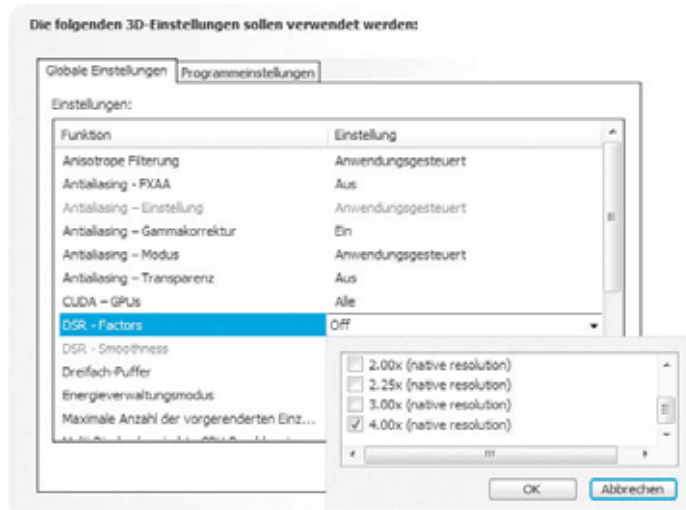 Die folgenden 3D-Einstellungen sollen verwendet werden:
Globale Einstellungen Programmeinstellungen
Einstellungen:
Funktion Einstellung
Anisotrope Filterung Anwendungsgesteuert
Antialiasing - FXAA Aus
Antialiasing – Einstellung Anwendungsgesteuert
Antialiasing – Gammakorrektur Ein
Antialiasing – Modus Anwendungsgesteuert
Antialiasing – Transparenz Aus
CUDA – GPUs Alle
DSR - Factors Off
DSR - Smoothness
Dreifach-Puffer
Energieverwaltungsmodus
Maximale Anzahl der vorgerenderten Einz...
2.00x (native resolution)
2.25x (native resolution)
3.00x (native resolution)
4.00x (native resolution)
OK Abbrechen